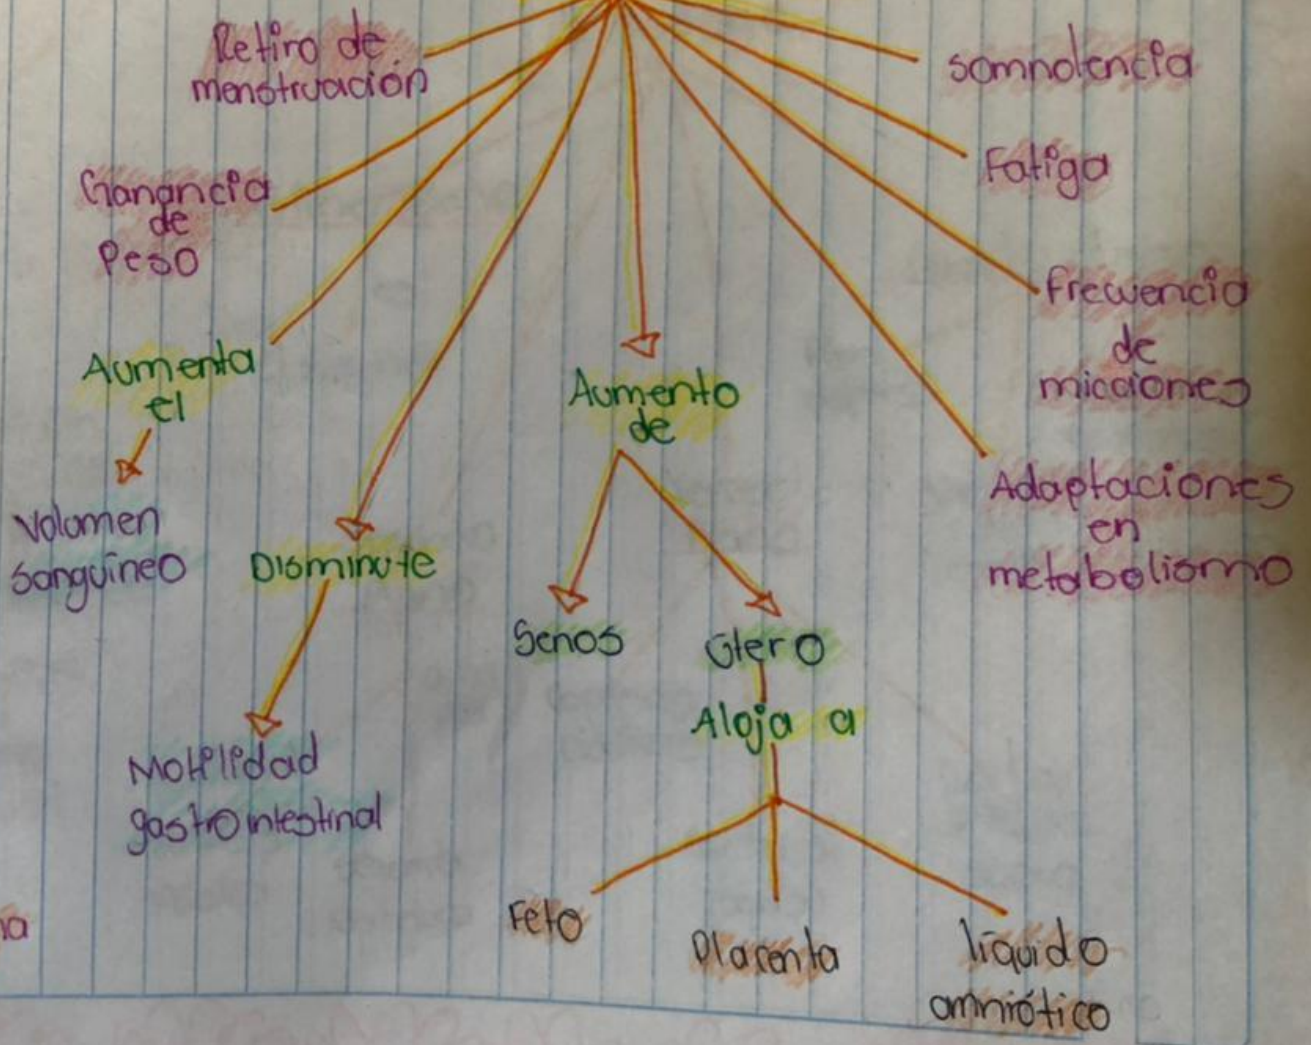 Retiro de
menstruación
somnolencia
Ganancia
de
Peso
Fatiga
Frecuencia
de
micciones
Aumenta
el
Aumento
de
Adaptaciones
en
metabolismo
Volumen
sanguíneo
Disminuye
Senos
Útero
Aloja a
Motilidad
gastrointestinal
Feto
Placenta
líquido
amniótico